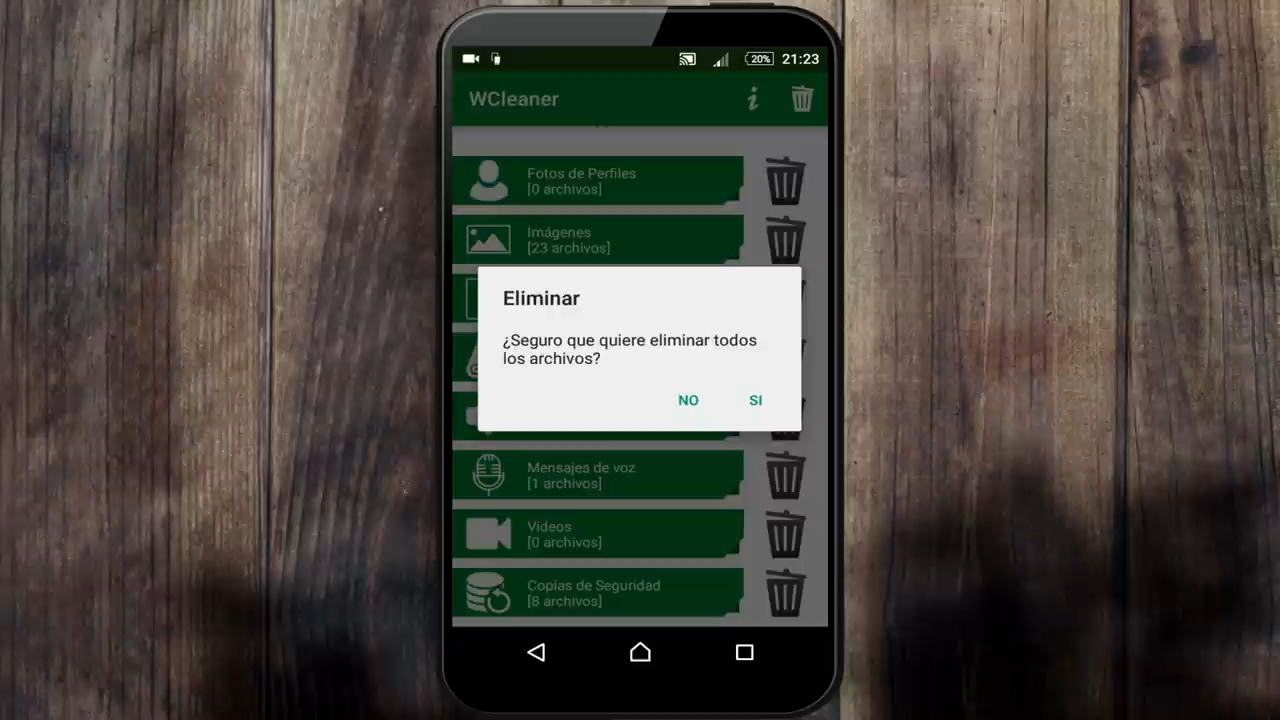 20% 21:23
WCleaner
Fotos de Perfiles
[0 archivos]
Imágenes
[23 archivos]
Eliminar
¿Seguro que quiere eliminar todos
los archivos?
NO SI
Mensajes de voz
[1 archivos]
Videos
[0 archivos]
Copias de Seguridad
[8 archivos]